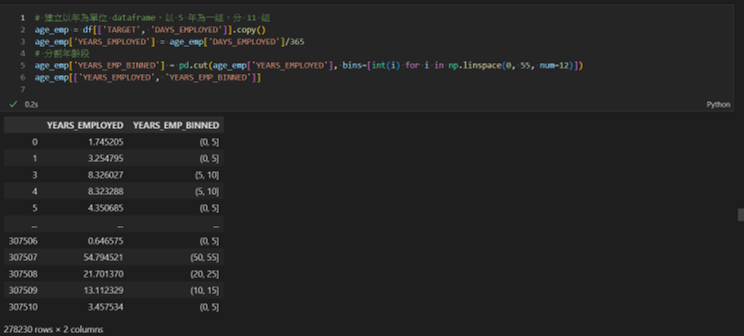 1 # 建立以年為單位 dataframe，以 5 年為一組，分 11 組
2 age_emp = df[['TARGET', 'DAYS_EMPLOYED']].copy()
3 age_emp['YEARS_EMPLOYED'] = age_emp['DAYS_EMPLOYED']/365
4 # 分割年齡段
5 age_emp['YEARS_EMP_BINNED'] = pd.cut(age_emp['YEARS_EMPLOYED'], bins=[int(i) for i in np.linspace(0, 55, num=12)])
6 age_emp[['YEARS_EMPLOYED', 'YEARS_EMP_BINNED']]
7
✓ 0.2s Python
YEARS_EMPLOYED YEARS_EMP_BINNED
0 1.745205 (0, 5]
1 3.254795 (0, 5]
3 8.326027 (5, 10]
4 8.323288 (5, 10]
5 4.350685 (0, 5]
... ... ...
307506 0.646575 (0, 5]
307507 54.794521 (50, 55]
307508 21.701370 (20, 25]
307509 13.112329 (10, 15]
307510 3.457534 (0, 5]
278230 rows × 2 columns